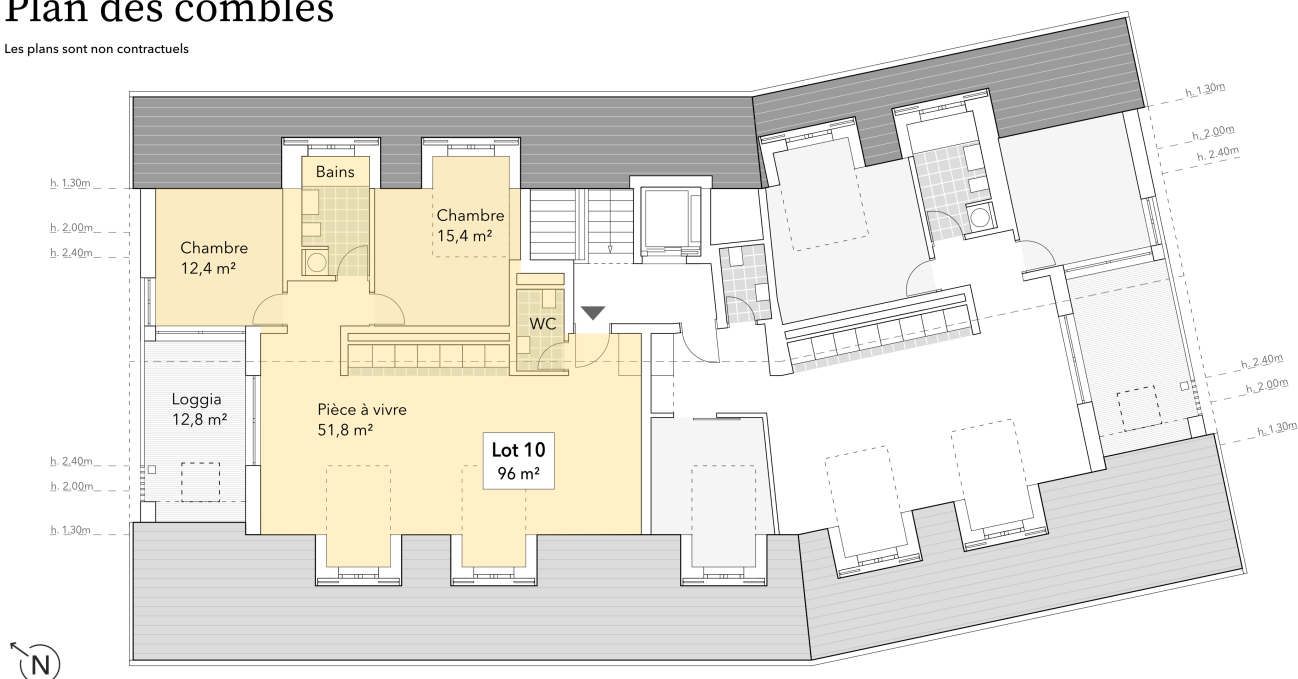 Plan des combles
Les plans sont non contractuels
h. 1.30m
h. 2.00m
h. 2.40m
h. 1.30m
h. 2.00m
h. 2.40m
Bains
Chambre
15,4 m²
Chambre
12,4 m²
WC
Loggia
12,8 m²
Pièce à vivre
51,8 m²
Lot 10
96 m²
h. 2.40m
h. 2.00m
h. 1.30m
h. 2.40m
h. 2.00m
h. 1.30m
N